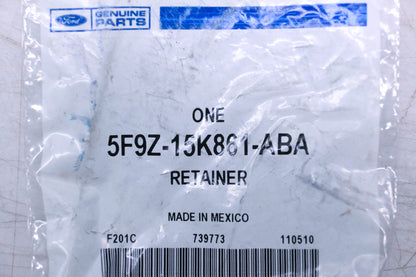 Ford
GENUINE
PARTS
ONE
5F9Z-15K861-ABA
RETAINER
MADE IN MEXICO
F201C 739773 110510